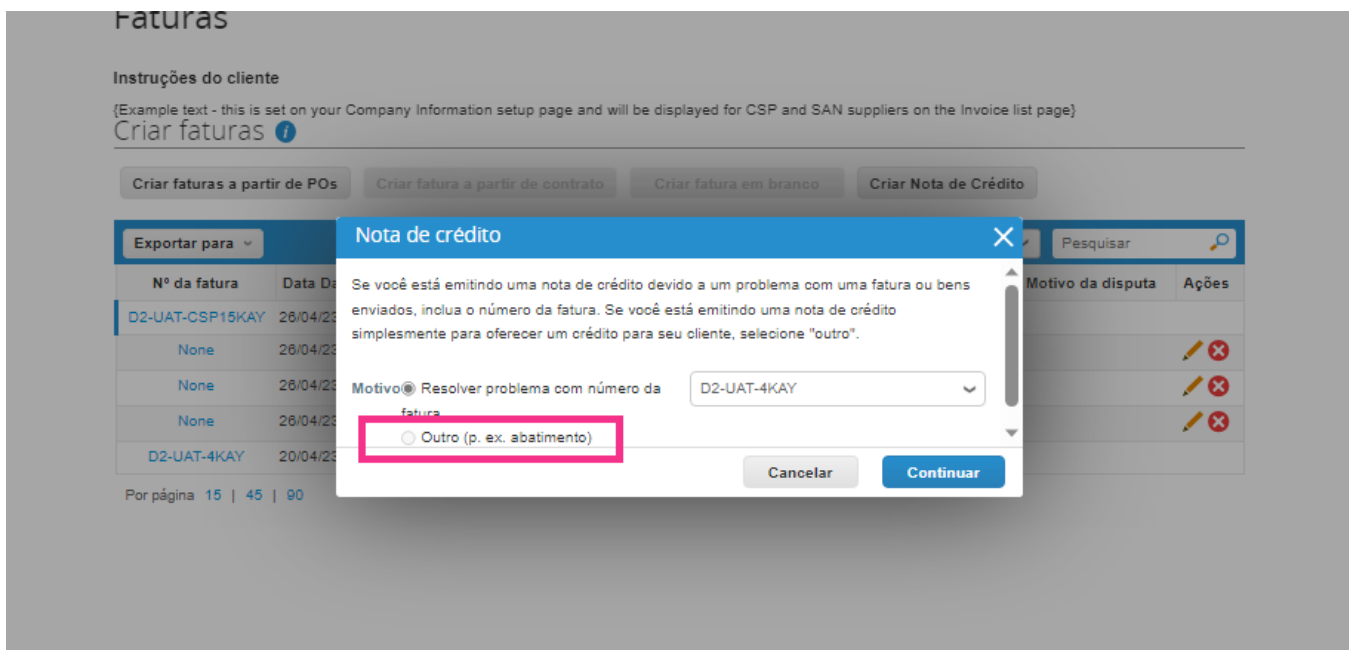 Faturas
Instruções do cliente
{Example text - this is set on your Company Information setup page and will be displayed for CSP and SAN suppliers on the Invoice list page}
Criar faturas i
Criar faturas a partir de POs Criar fatura a partir de contrato Criar fatura em branco Criar Nota de Crédito
Exportar para Pesquisar
Nota de crédito
Nº da fatura Data Da Motivo da disputa Ações
Se você está emitindo uma nota de crédito devido a um problema com uma fatura ou bens
enviados, inclua o número da fatura. Se você está emitindo uma nota de crédito
simplesmente para oferecer um crédito para seu cliente, selecione "outro".
D2-UAT-CSP15KAY 26/04/23
None 26/04/23
None 26/04/23
None 26/04/23
D2-UAT-4KAY 20/04/23
Motivo Resolver problema com número da D2-UAT-4KAY
fatura
Outro (p. ex. abatimento)
Cancelar Continuar
Por página 15 | 45 | 90